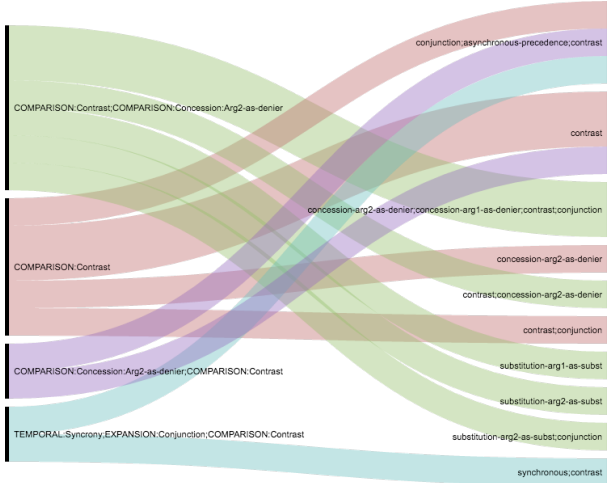 COMPARISON:Contrast;COMPARISON:Concession:Arg2-as-denier
COMPARISON:Contrast
COMPARISON:Concession:Arg2-as-denier;COMPARISON:Contrast
TEMPORAL:Syncrony;EXPANSION:Conjunction;COMPARISON:Contrast
conjunction;asynchronous-precedence;contrast
contrast
concession-arg2-as-denier;concession-arg1-as-denier;contrast;conjunction
concession-arg2-as-denier
contrast;concession-arg2-as-denier
contrast;conjunction
substitution-arg1-as-subst
substitution-arg2-as-subst
substitution-arg2-as-subst;conjunction
synchronous;contrast